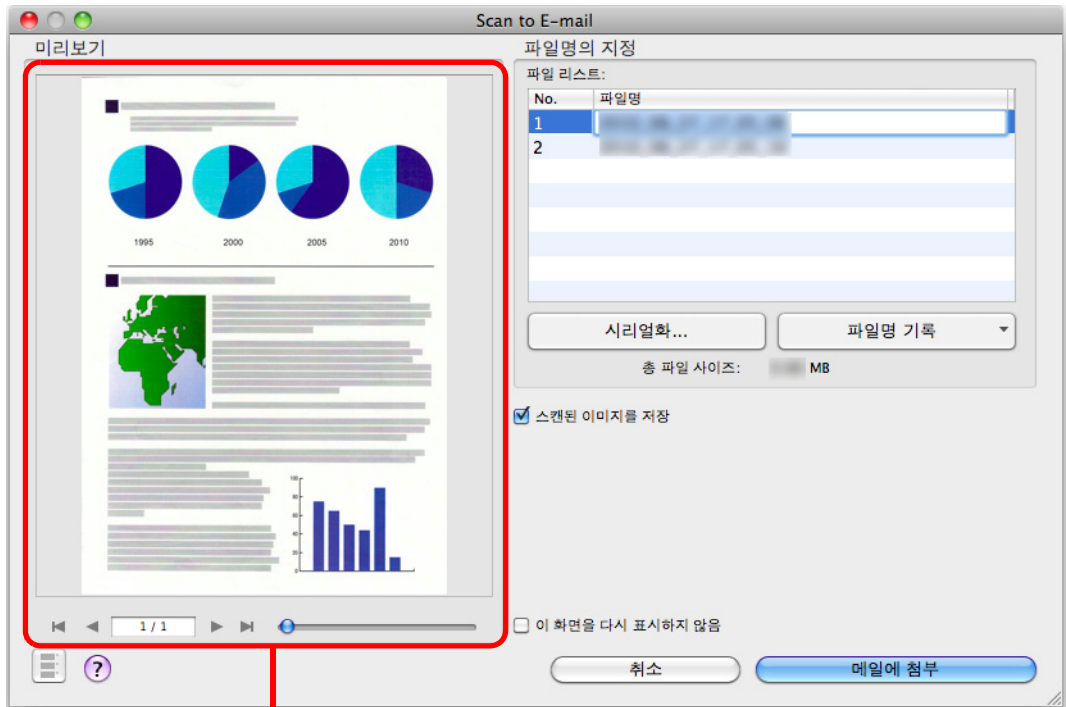 Scan to E-mail
미리보기
파일명의 지정
파일 리스트:
No. 파일명
1
2
1995 2000 2005 2010
시리얼화...
파일명 기록
총 파일 사이즈: MB
스캔된 이미지를 저장
1 / 1
이 화면을 다시 표시하지 않음
?
취소
메일에 첨부